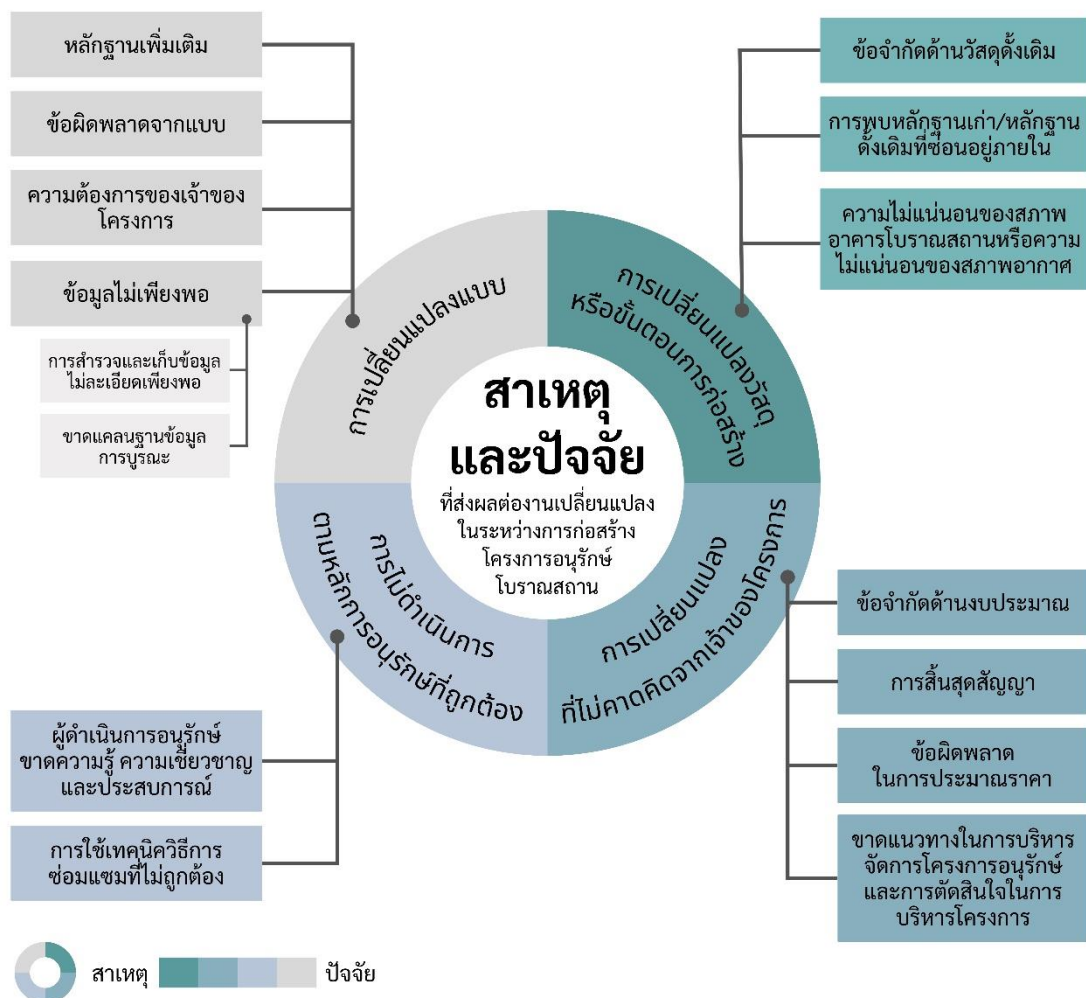 หลักฐานเพิ่มเติม
ข้อผิดพลาดจากแบบ
ความต้องการของเจ้าของ
โครงการ
ข้อมูลไม่เพียงพอ
การสำรวจและเก็บข้อมูล
ไม่ละเอียดเพียงพอ
ขาดแคลนฐานข้อมูล
การบูรณะ
ข้อจำกัดด้านวัสดุดั้งเดิม
การพบหลักฐานเก่า/หลักฐาน
ดั้งเดิมที่ซ่อนอยู่ภายใน
ความไม่แน่นอนของสภาพ
อาคารโบราณสถานหรือความ
ไม่แน่นอนของสภาพอากาศ
การเปลี่ยนแปลงแบบ
การเปลี่ยนแปลงวัสดุ
หรือขั้นตอนการก่อสร้าง
สาเหตุ
และปัจจัย
ที่ส่งผลต่องานเปลี่ยนแปลง
ในระหว่างการก่อสร้าง
โครงการอนุรักษ์
โบราณสถาน
การไม่ดำเนินการ
ตามหลักการอนุรักษ์ที่ถูกต้อง
การเปลี่ยนแปลง
ที่ไม่คาดคิดจากเจ้าของโครงการ
ผู้ดำเนินการอนุรักษ์
ขาดความรู้ ความเชี่ยวชาญ
และประสบการณ์
การใช้เทคนิควิธีการ
ซ่อมแซมที่ไม่ถูกต้อง
ข้อจำกัดด้านงบประมาณ
การสิ้นสุดสัญญา
ข้อผิดพลาด
ในการประมาณราคา
ขาดแนวทางในการบริหาร
จัดการโครงการอนุรักษ์
และการตัดสินใจในการ
บริหารโครงการ
สาเหตุ
ปัจจัย